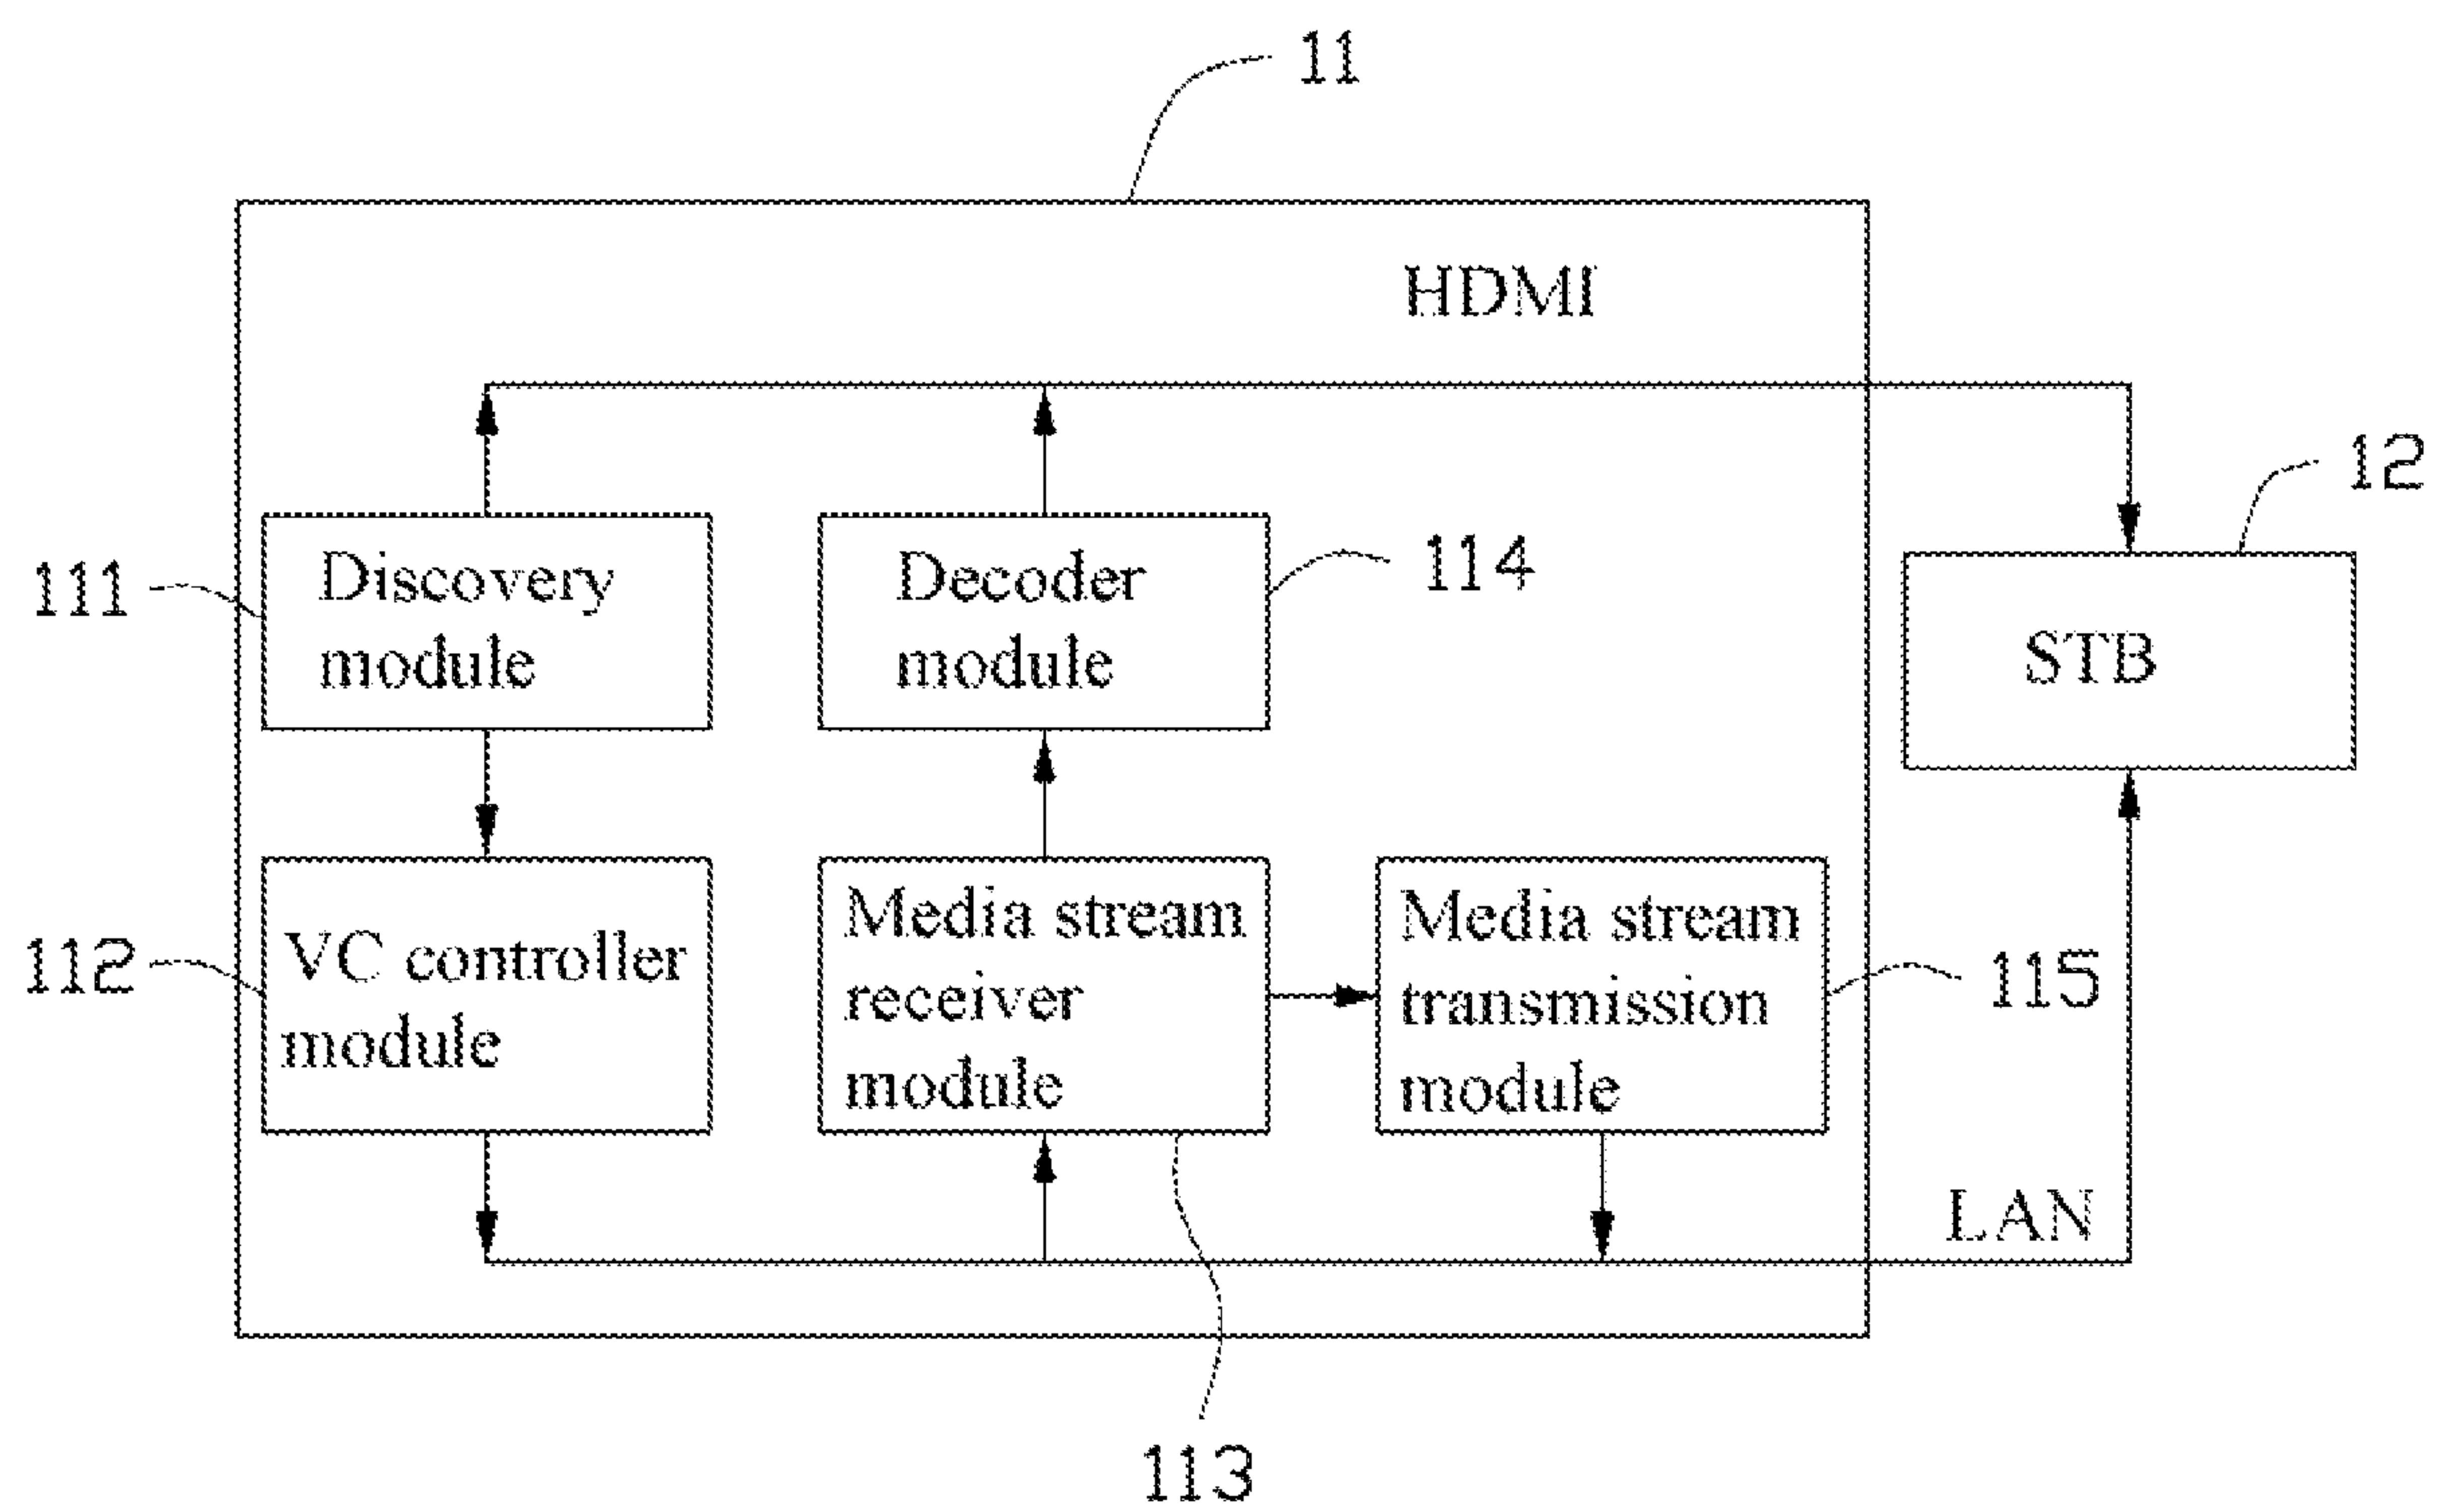 11
HDMI
12
111
Discovery
module
Decoder
module
114
STB
112
VC controller
module
Media stream
receiver
module
Media stream
transmission
module
115
LAN
113